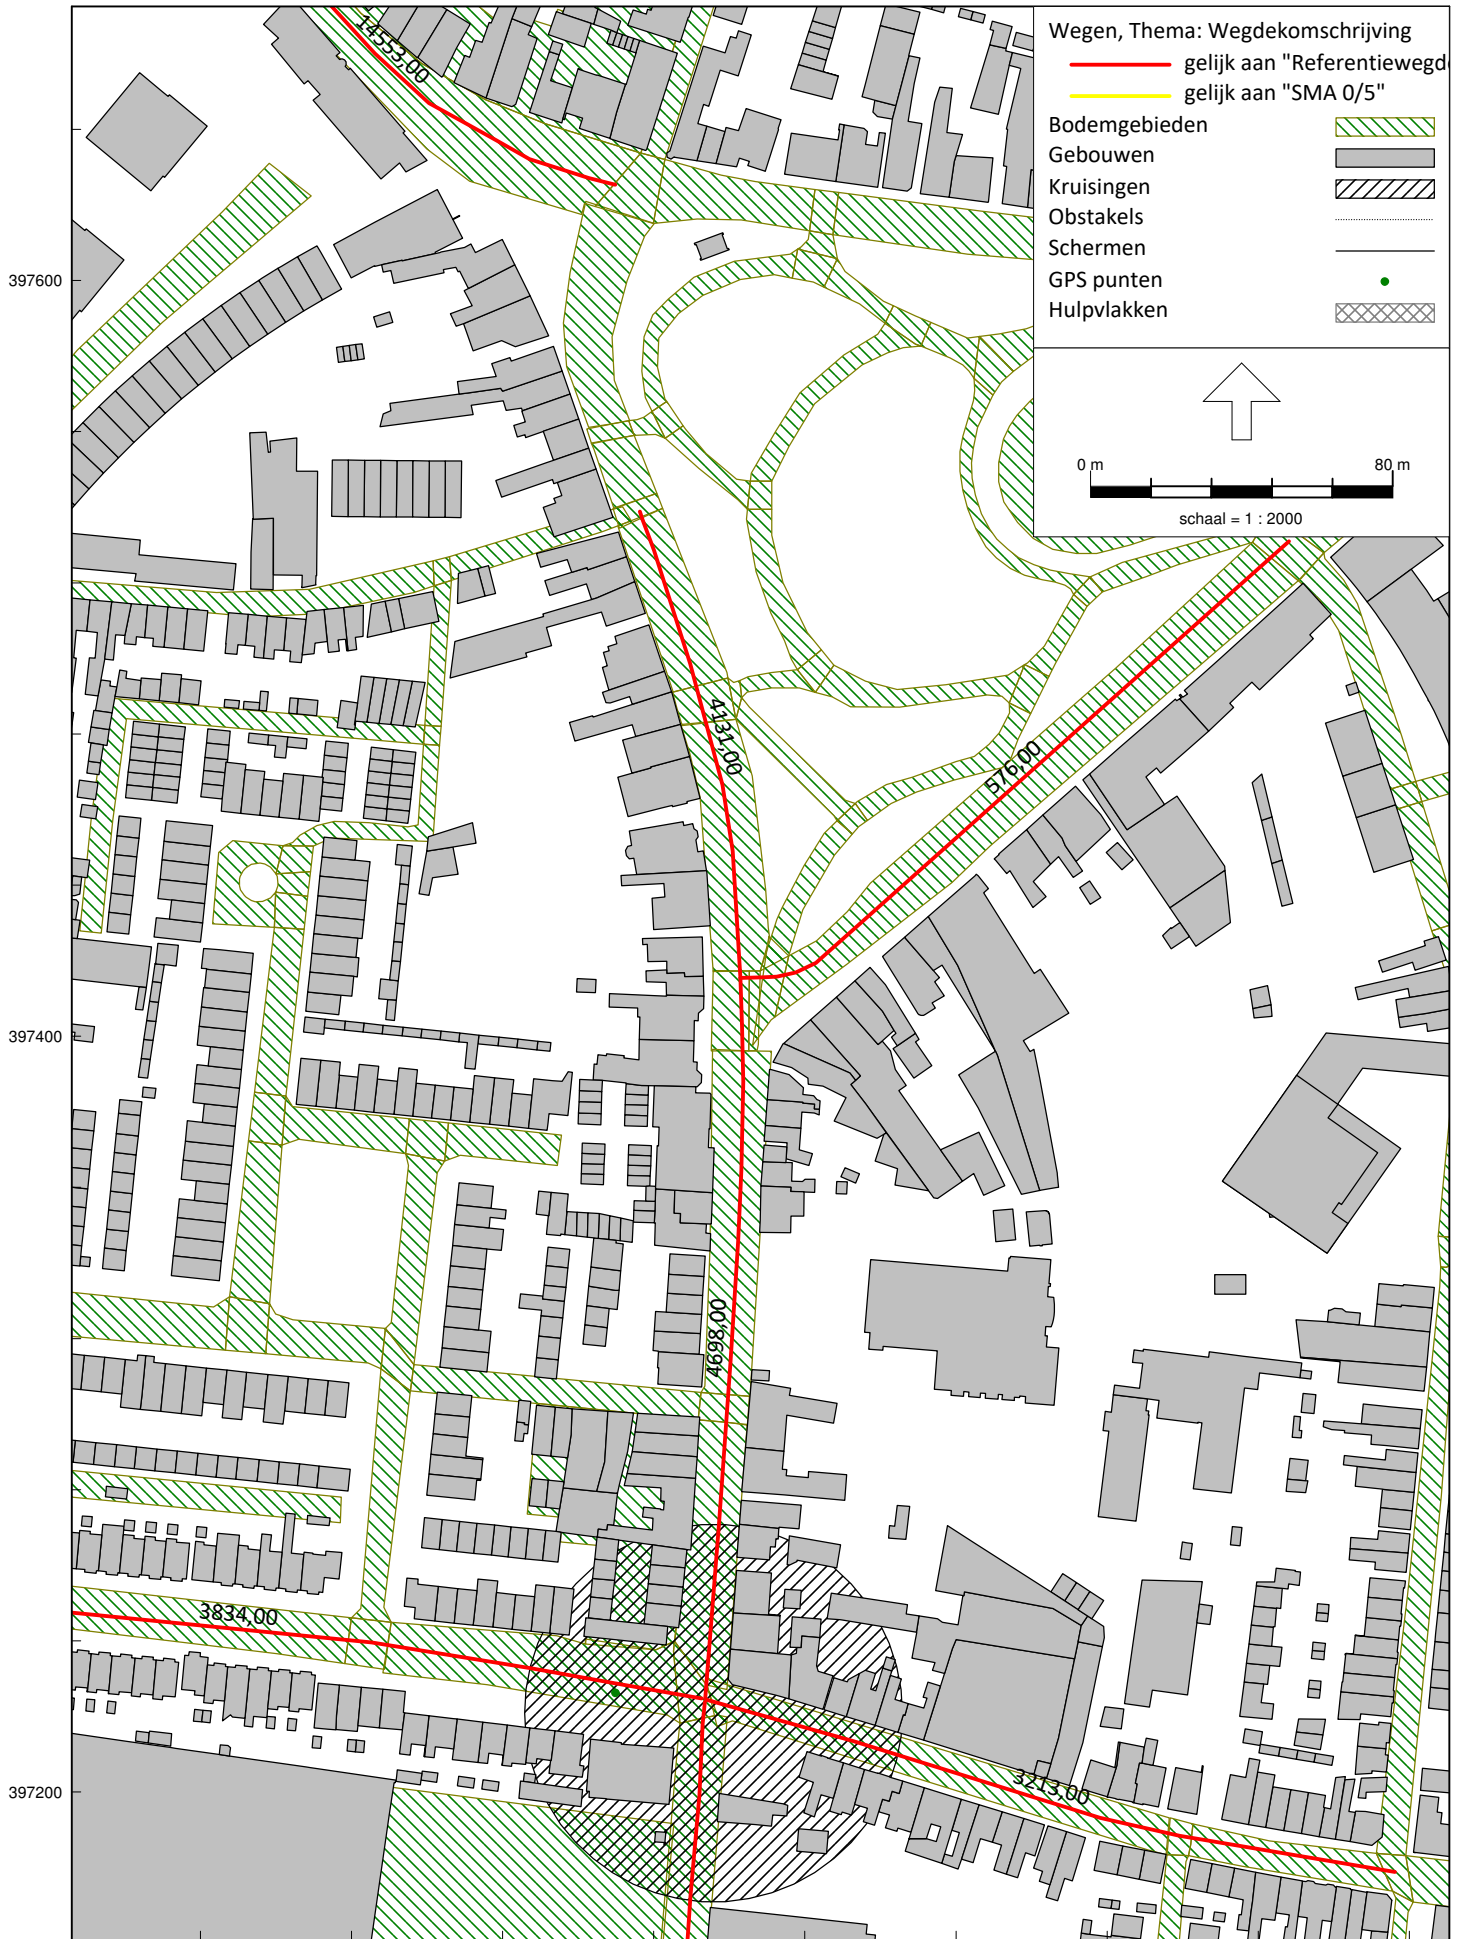 Wegen, Thema: Wegdekomschrijving
gelijk aan "Referentiewegd
gelijk aan "SMA 0/5"
Bodemgebieden
Gebouwen
Kruisingen
Obstakels
Schermen
GPS punten
Hulpvlakken
0 m
80 m
schaal = 1 : 2000
14553,00
397600
4131,00
576,00
397400
4698,00
3834,00
3213,00
397200